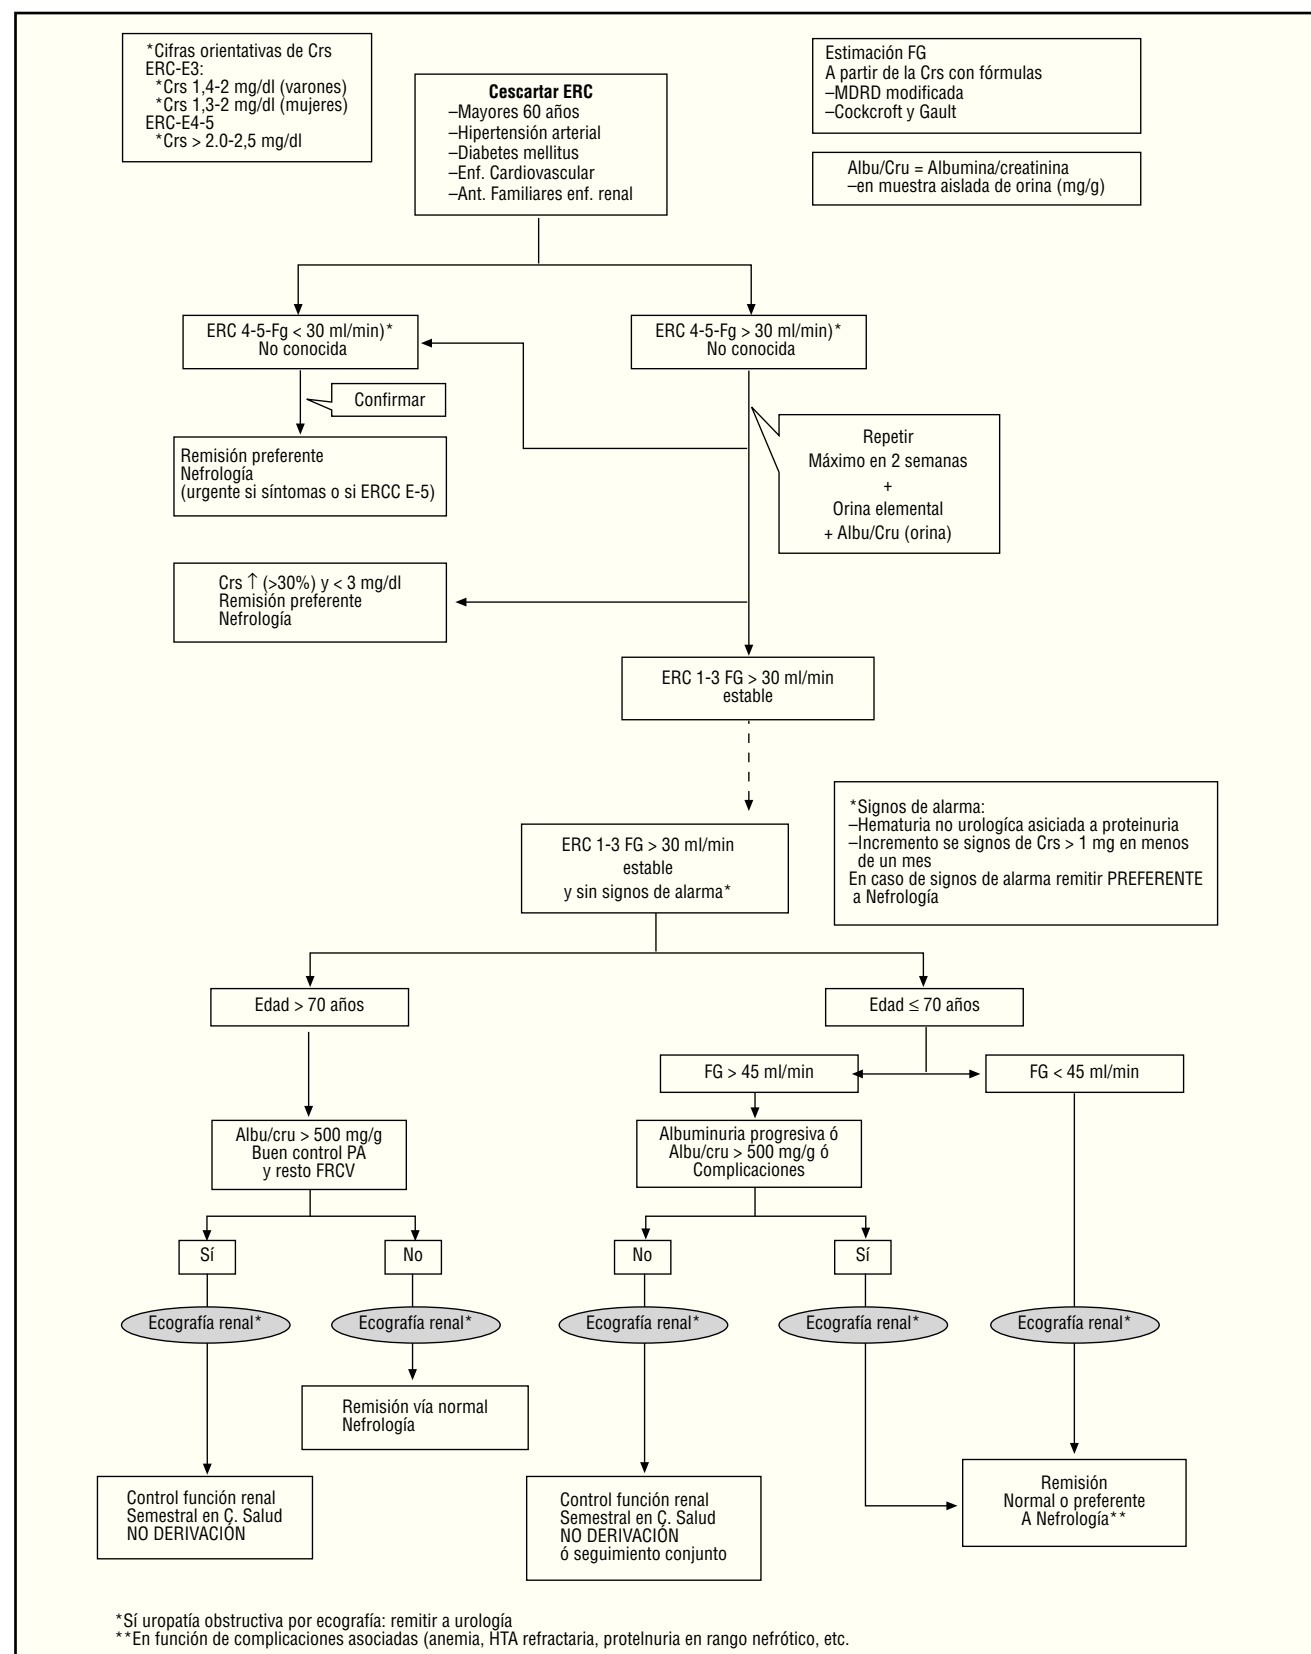 *Cifras orientativas de Crs
ERC-E3:
*Crs 1,4-2 mg/dl (varones)
*Crs 1,3-2 mg/dl (mujeres)
ERC-E4-5
*Crs > 2.0-2,5 mg/dl
Cescartar ERC
–Mayores 60 años
–Hipertensión arterial
–Diabetes mellitus
–Enf. Cardiovascular
–Ant. Familiares enf. renal
Estimación FG
A partir de la Crs con fórmulas
–MDRD modificada
–Cockcroft y Gault
Albu/Cru = Albumina/creatinina
–en muestra aislada de orina (mg/g)
ERC 4-5-Fg < 30 ml/min)*
No conocida
ERC 4-5-Fg > 30 ml/min)*
No conocida
Confirmar
Remisión preferente
Nefrología
(urgente si síntomas o si ERCC E-5)
Repetir
Máximo en 2 semanas
+
Orina elemental
+ Albu/Cru (orina)
Crs ↑ (>30%) y < 3 mg/dl
Remisión preferente
Nefrología
ERC 1-3 FG > 30 ml/min
estable
ERC 1-3 FG > 30 ml/min
estable
y sin signos de alarma*
*Signos de alarma:
–Hematuria no urologíca asiciada a proteinuria
–Incremento se signos de Crs > 1 mg en menos
de un mes
En caso de signos de alarma remitir PREFERENTE
a Nefrología
Edad > 70 años
Edad ≤ 70 años
FG > 45 ml/min
FG < 45 ml/min
Albu/cru > 500 mg/g
Buen control PA
y resto FRCV
Albuminuria progresiva ó
Albu/cru > 500 mg/g ó
Complicaciones
Sí
No
No
Sí
Ecografía renal*
Ecografía renal*
Ecografía renal*
Ecografía renal*
Ecografía renal*
Remisión vía normal
Nefrología
Control función renal
Semestral en C. Salud
NO DERIVACIÓN
Control función renal
Semestral en C. Salud
NO DERIVACIÓN
ó seguimiento conjunto
Remisión
Normal o preferente
A Nefrología**
*Sí uropatía obstructiva por ecografía: remitir a urología
**En función de complicaciones asociadas (anemia, HTA refractaria, protelnuria en rango nefrótico, etc.